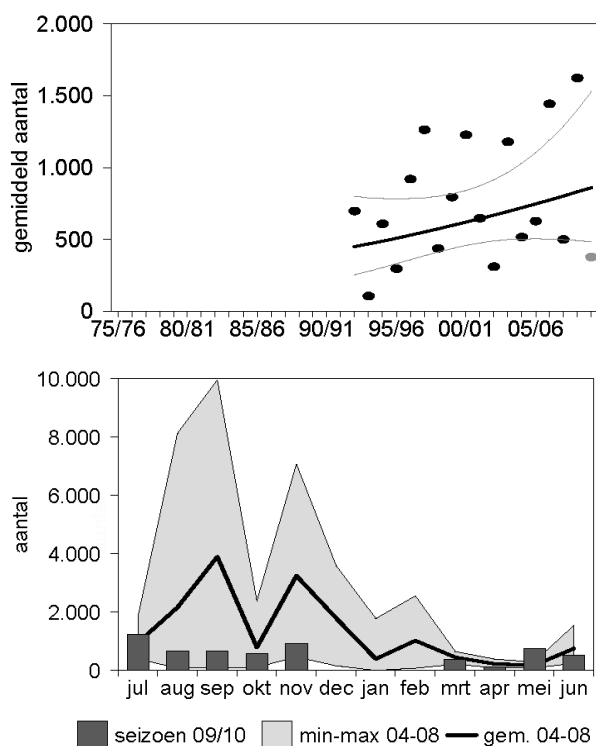 gemiddeld aantal
2.000
1.500
1.000
500
0
75/76 80/81 85/86 90/91 95/96 00/01 05/06
aantal
10.000
8.000
6.000
4.000
2.000
0
jul aug sep okt nov dec jan feb mrt apr mei jun
seizoen 09/10 min-max 04-08 gem. 04-08